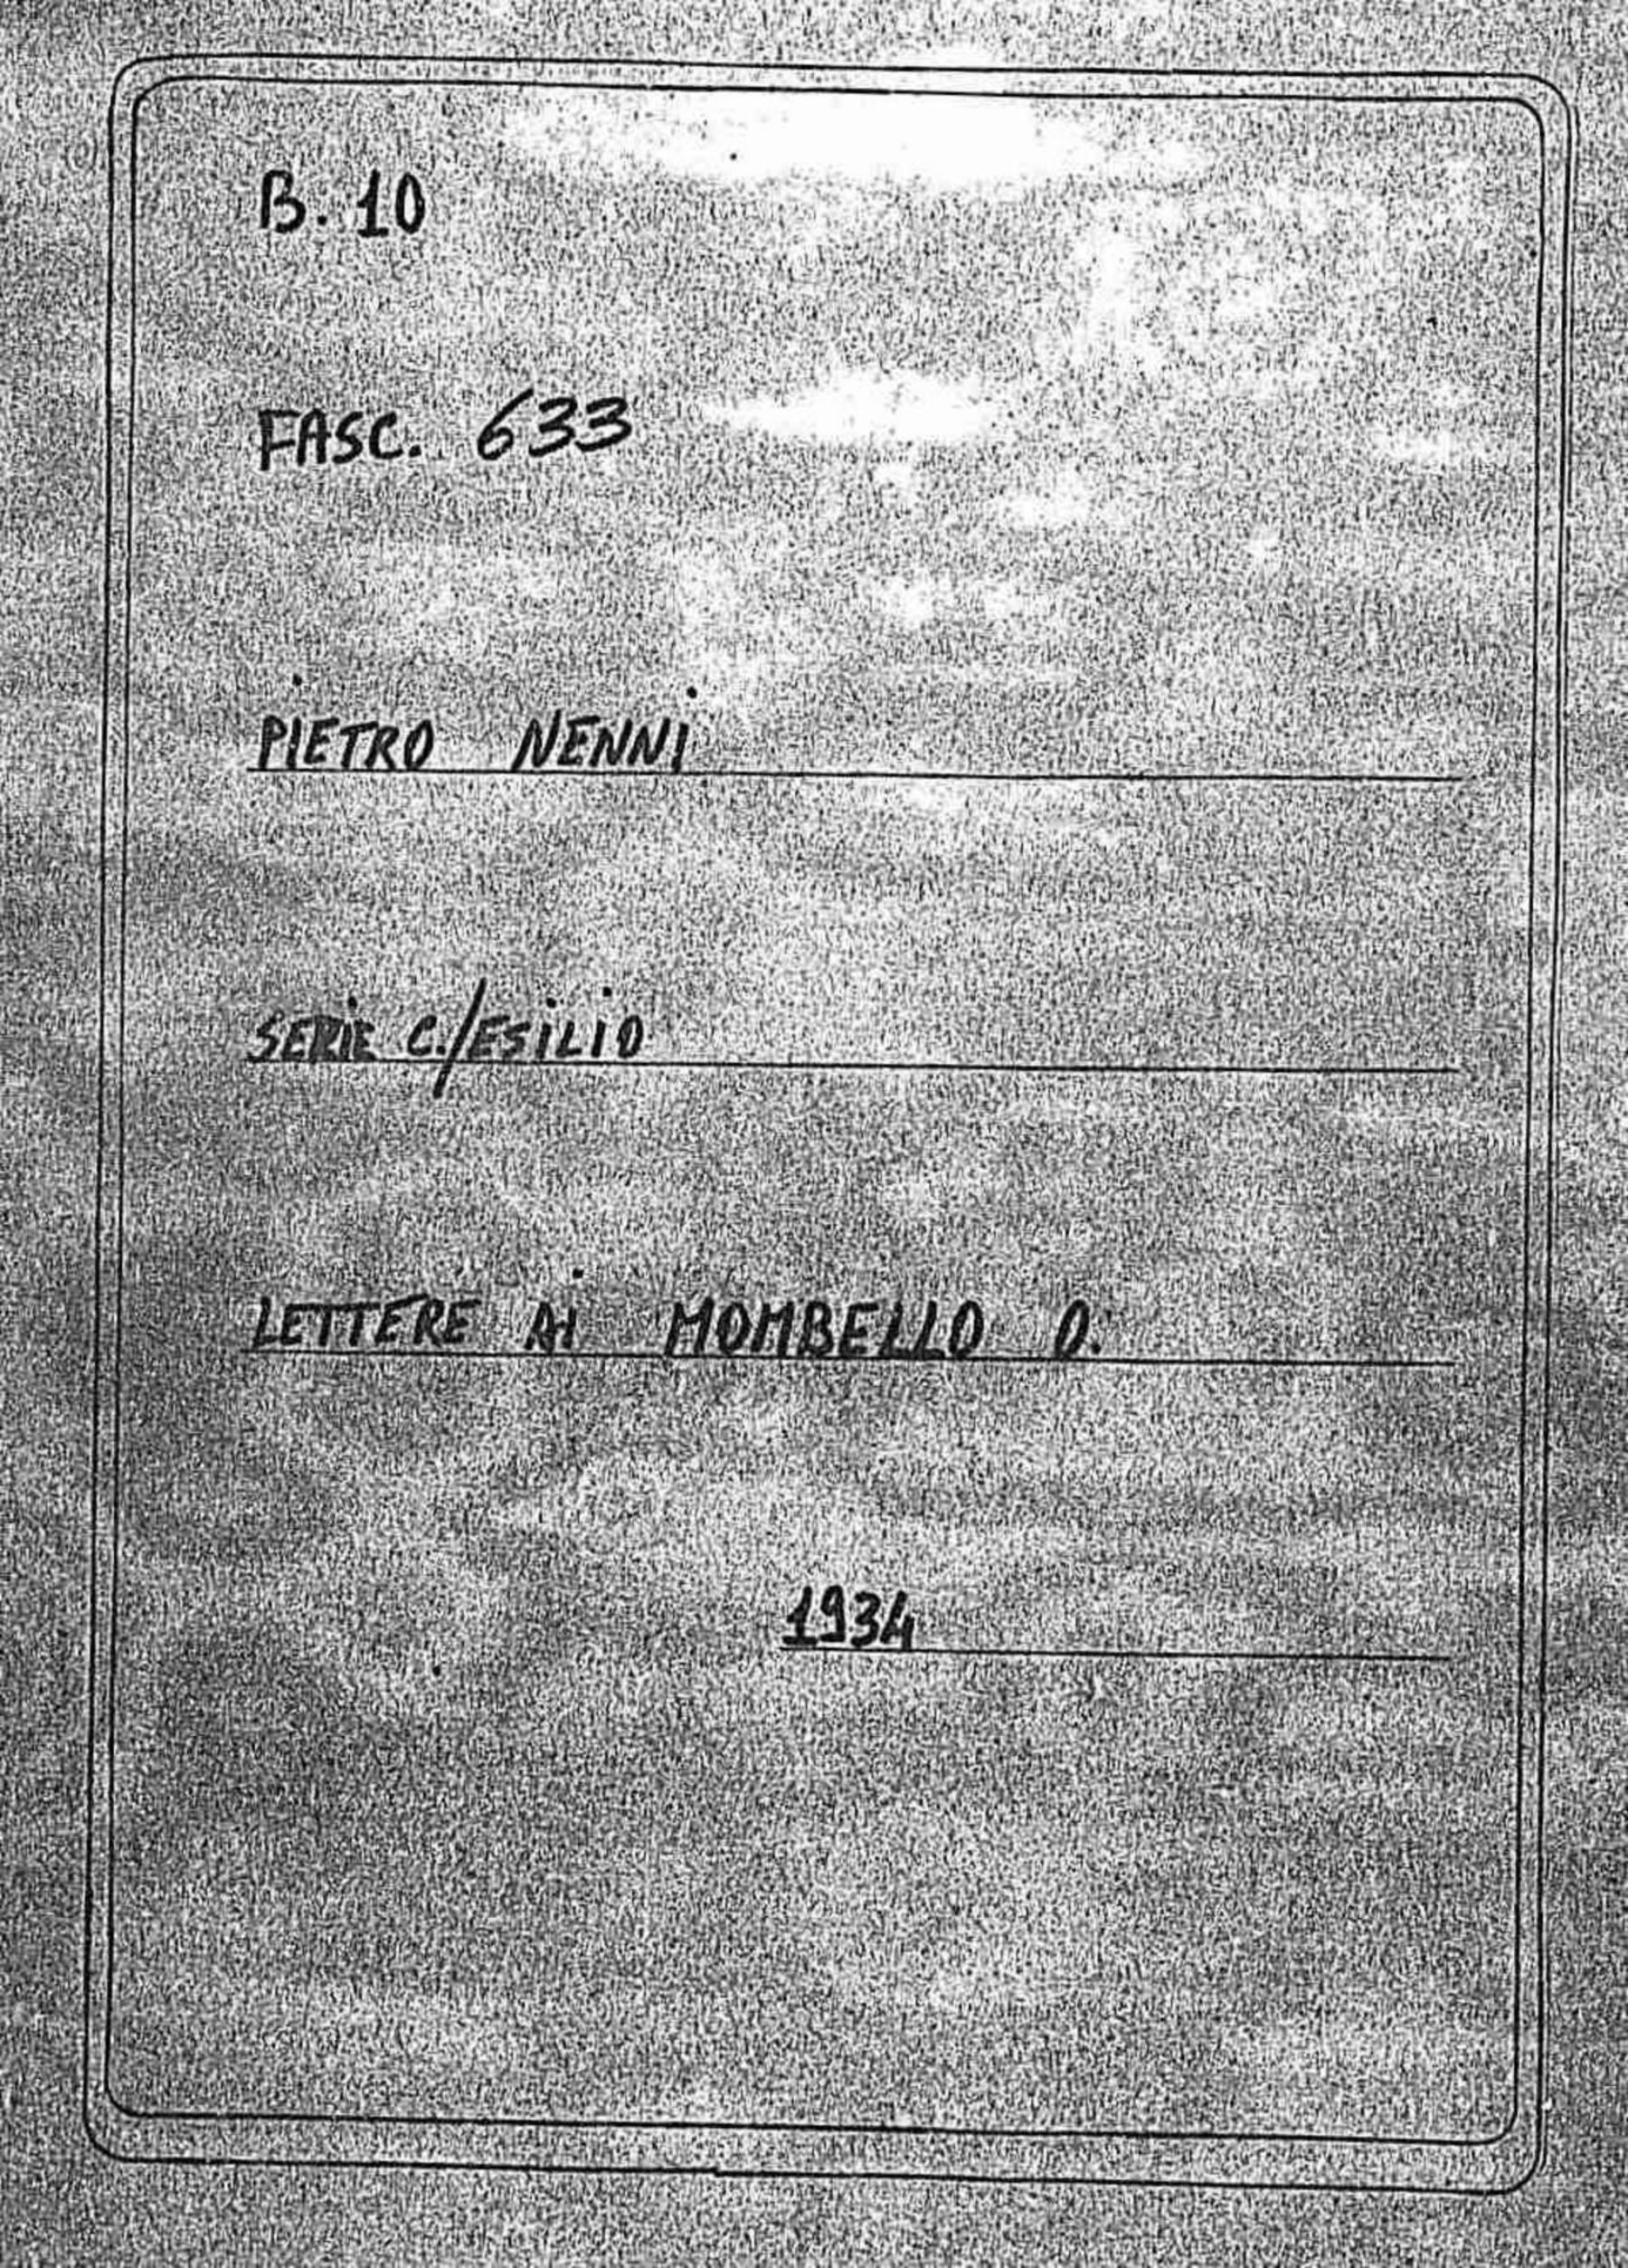 B. 10
FASC. 633
PIETRO NENNI
SERIE C./ESILIO
LETTERE AI MOMBELLO O.
1934